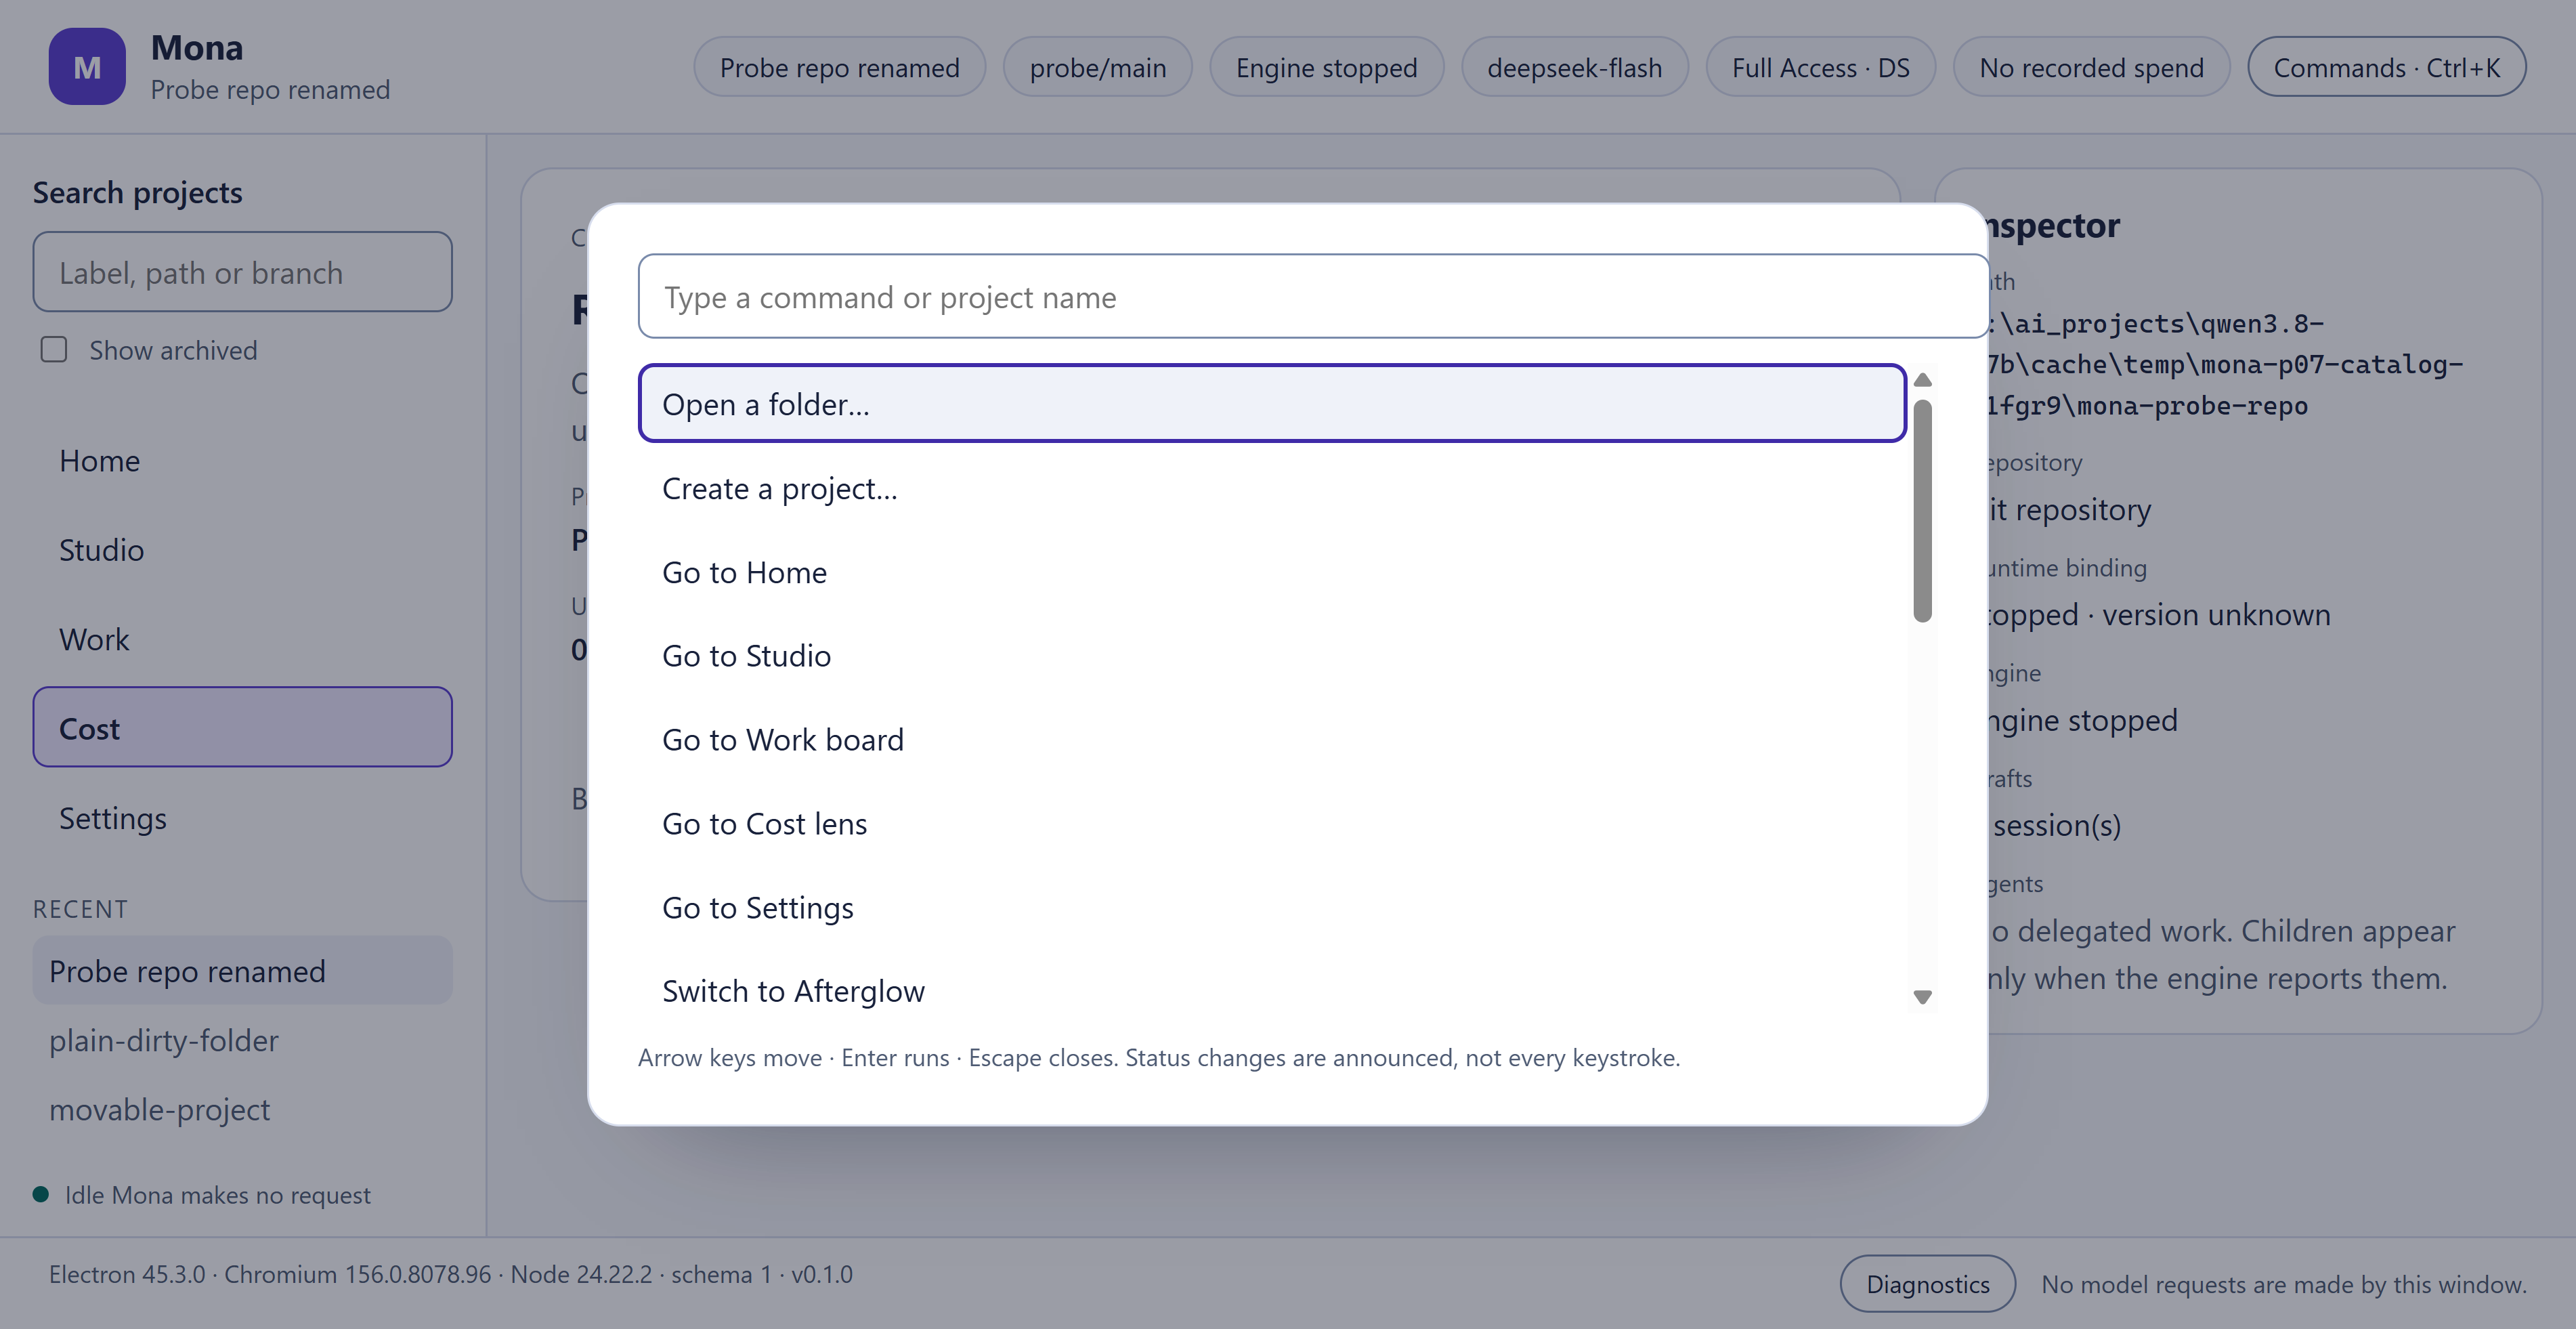 M
Mona
Probe repo renamed
Probe repo renamed
probe/main
Engine stopped
deepseek-flash
Full Access · DS
No recorded spend
Commands · Ctrl+K
Search projects
Label, path or branch
Show archived
Home
Studio
Work
Cost
Settings
RECENT
Probe repo renamed
plain-dirty-folder
movable-project
Idle Mona makes no request
Type a command or project name
Open a folder...
Create a project...
Go to Home
Go to Studio
Go to Work board
Go to Cost lens
Go to Settings
Switch to Afterglow
Arrow keys move · Enter runs · Escape closes. Status changes are announced, not every keystroke.
nspector
th
:\ai_projects\qwen3.8-
7b\cache\temp\mona-p07-catalog-
1fgr9\mona-probe-repo
epository
it repository
untime binding
topped · version unknown
ngine
ngine stopped
rafts
session(s)
gents
o delegated work. Children appear
nly when the engine reports them.
Electron 45.3.0 · Chromium 156.0.8078.96 · Node 24.22.2 · schema 1 · v0.1.0
Diagnostics
No model requests are made by this window.